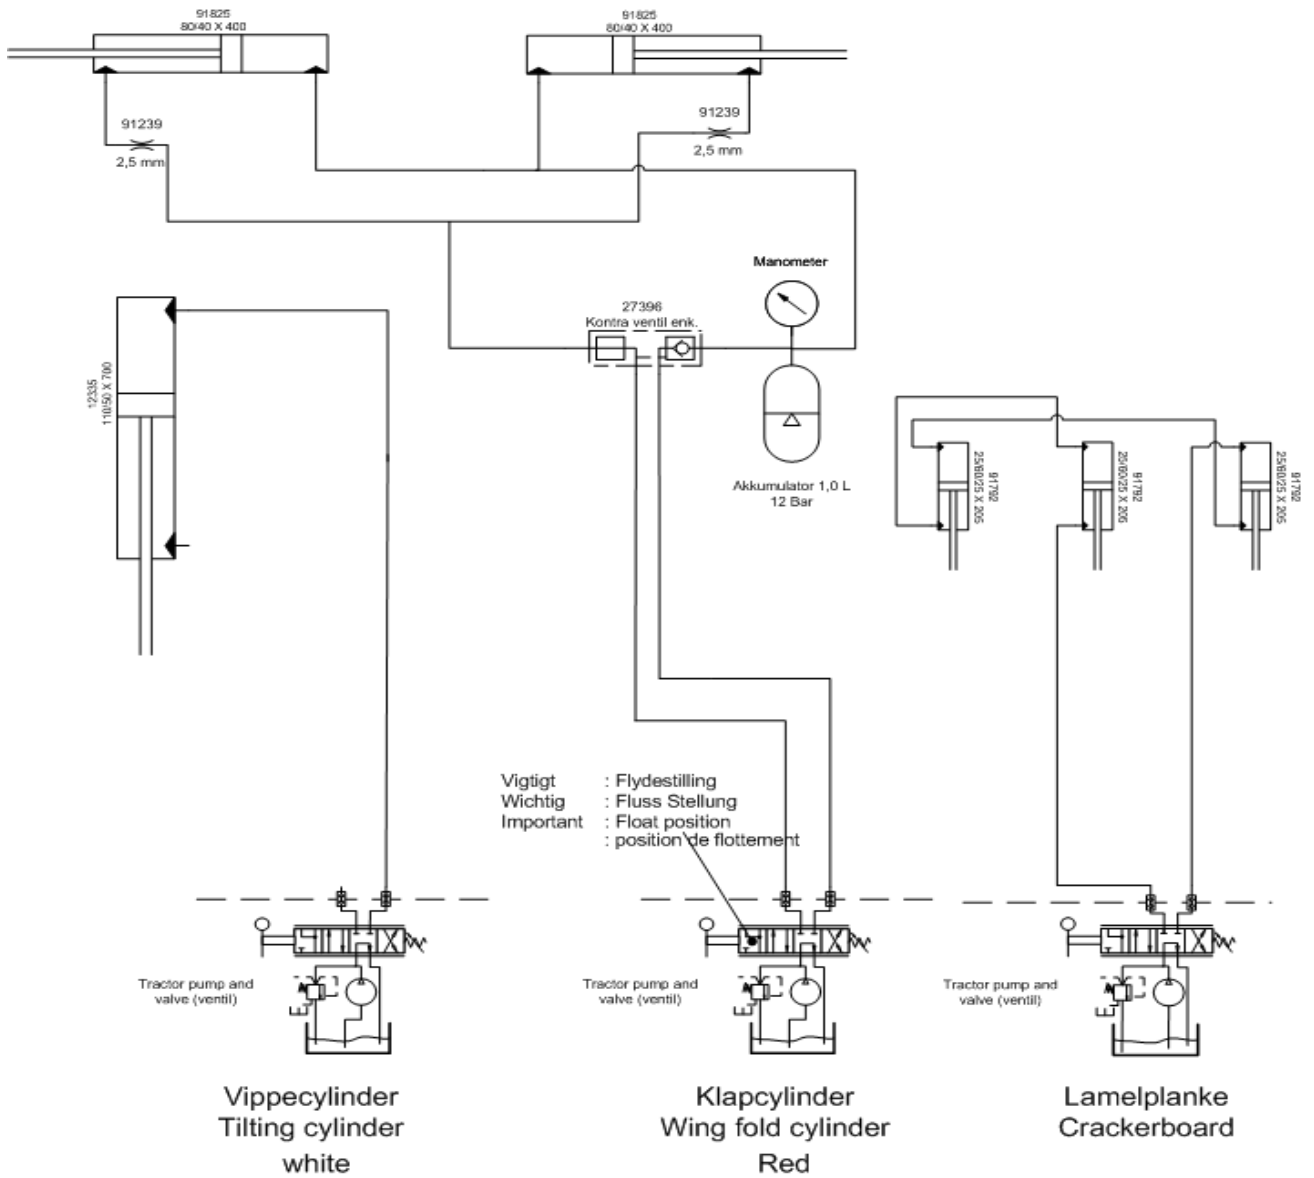 91825
80/40 X 400
91825
80/40 X 400
91239
2,5 mm
91239
2,5 mm
Manometer
27396
Kontra ventil enk.
12335
110/50 X 700
Akkumulator 1,0 L
12 Bar
91792
25/60/25 X 205
91792
25/60/25 X 205
91792
25/60/25 X 205
Vigtigt : Flydestilling
Wichtig : Fluss Stellung
Important : Float position
: position de flottement
Tractor pump and
valve (ventil)
Tractor pump and
valve (ventil)
Tractor pump and
valve (ventil)
Vippecylinder
Tilting cylinder
white
Klapcylinder
Wing fold cylinder
Red
Lamelplanke
Crackerboard